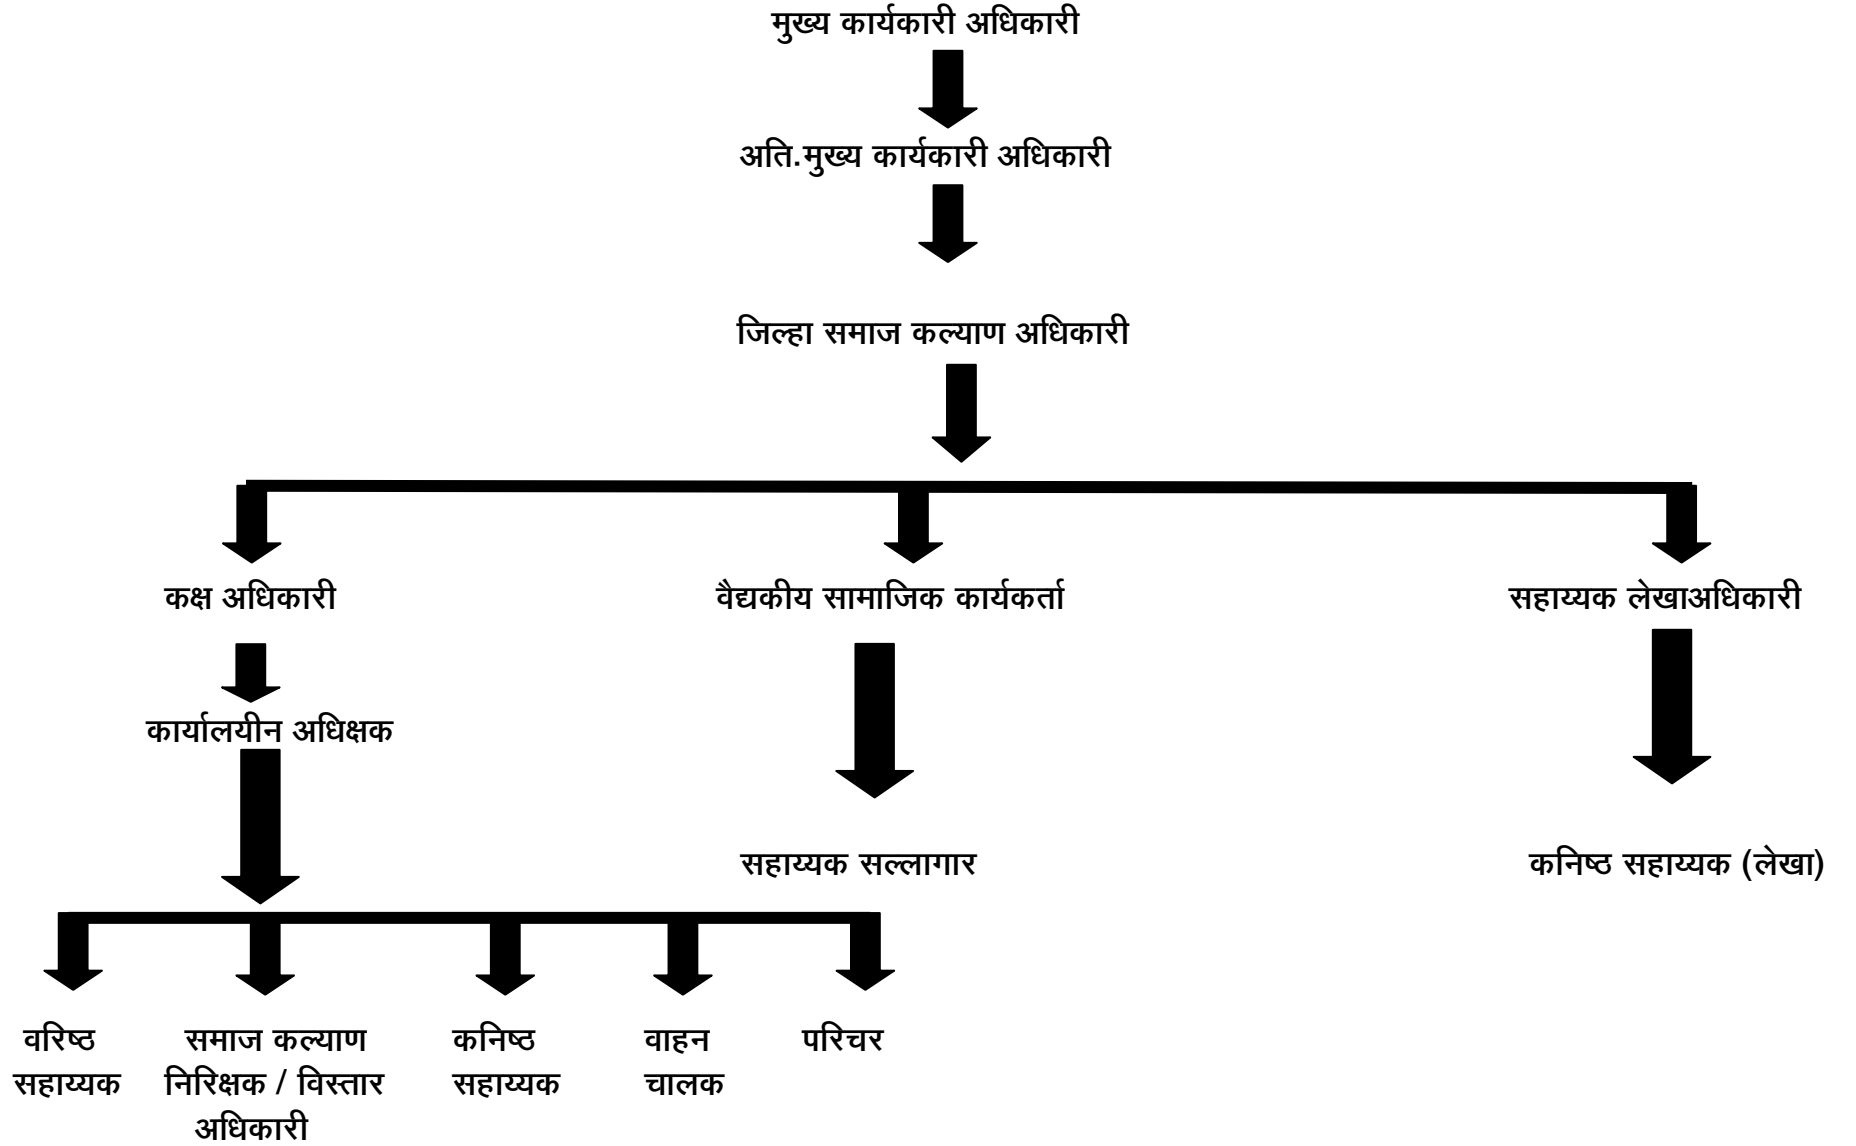 मुख्य कार्यकारी अधिकारी
अति.मुख्य कार्यकारी अधिकारी
जिल्हा समाज कल्याण अधिकारी
कक्ष अधिकारी
वैद्यकीय सामाजिक कार्यकर्ता
सहाय्यक लेखाअधिकारी
कार्यालयीन अधिक्षक
सहाय्यक सल्लागार
कनिष्ठ सहाय्यक (लेखा)
वरिष्ठ
सहाय्यक
समाज कल्याण
निरिक्षक / विस्तार
अधिकारी
कनिष्ठ
सहाय्यक
वाहन
चालक
परिचर